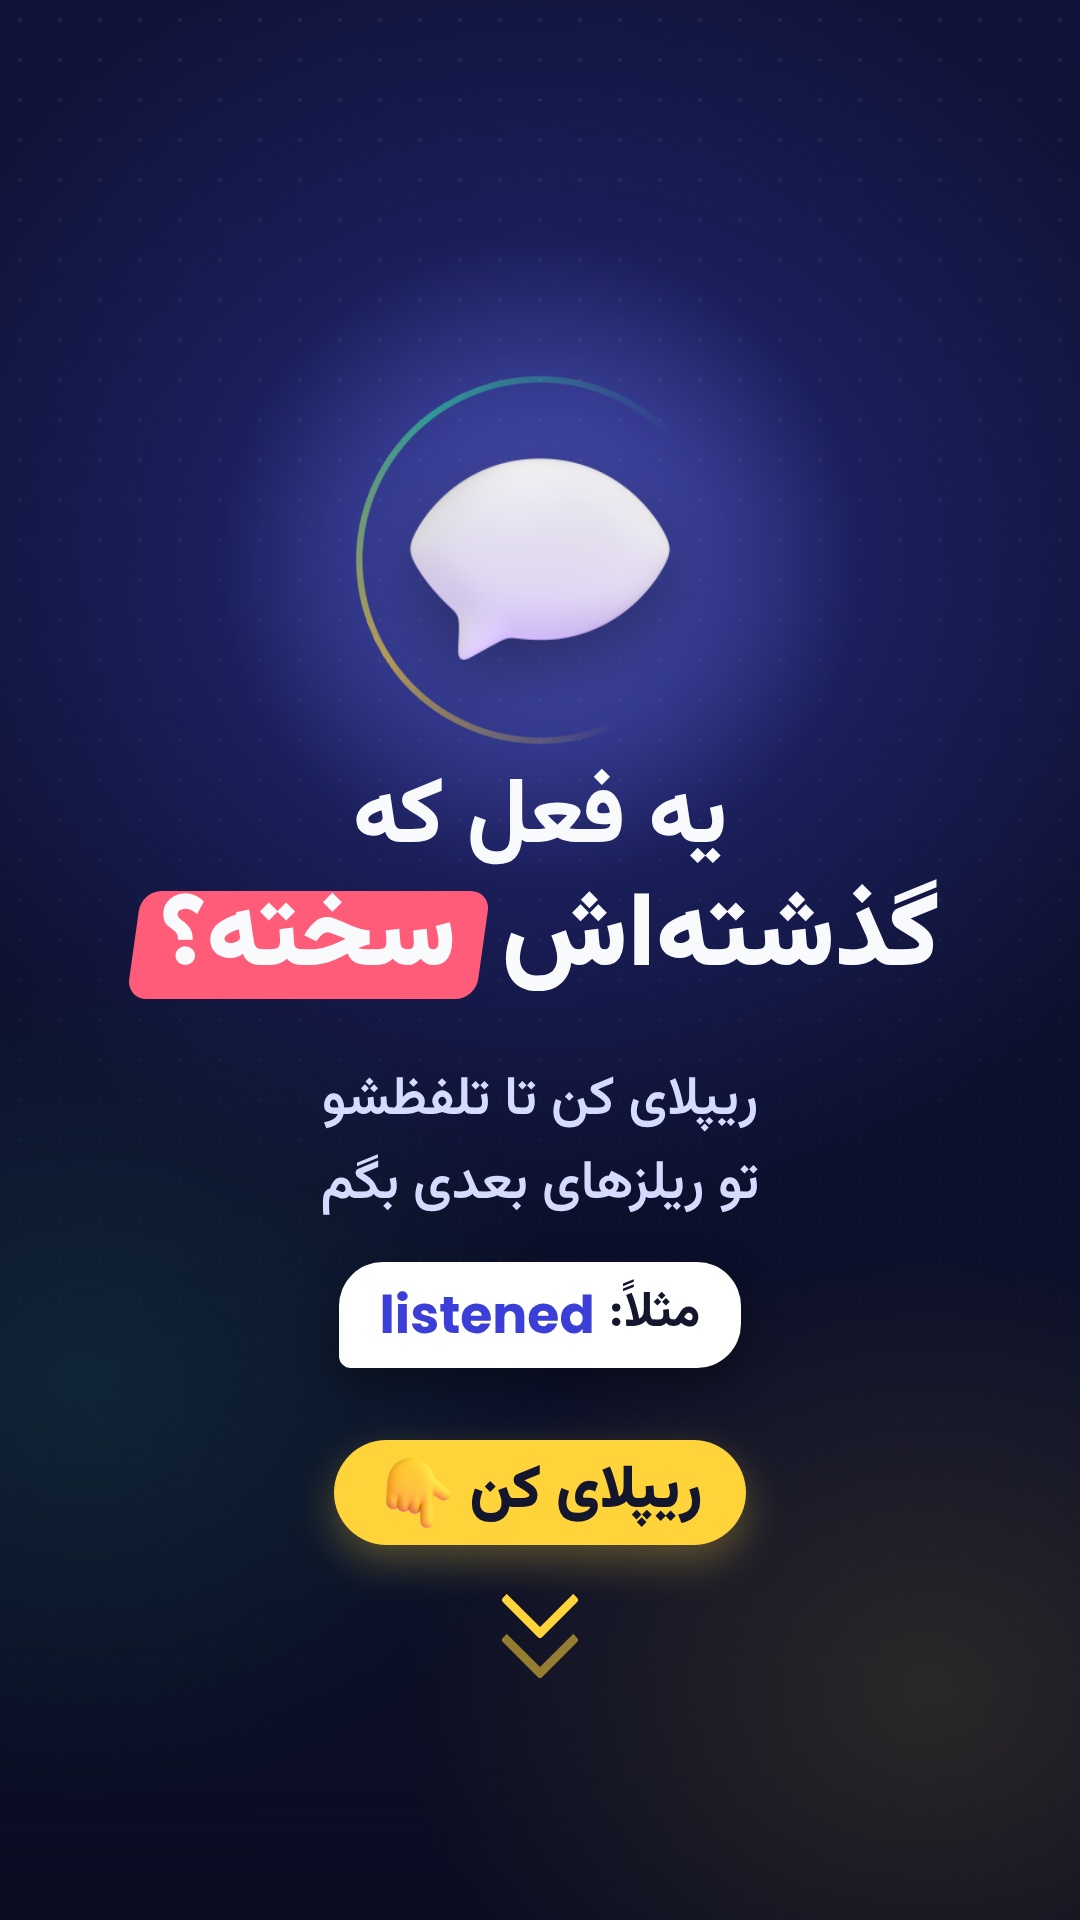 یه فعل که
گذشته‌اش سخته؟
ریپلای کن تا تلفظشو
تو ریلزهای بعدی بگم
مثلاً: listened
ریپلای کن 👇